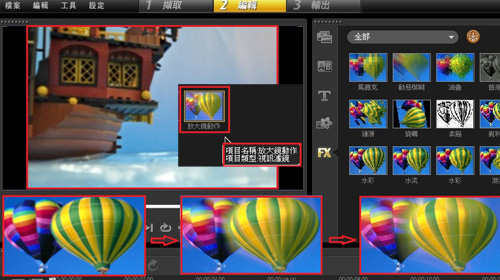 檔案 編輯 工具 設定
1 擷取
2 編輯
3 輸出
全部
放大鏡動作
項目名稱:放大鏡動作
項目類型:視訊濾鏡
AB
T
FX
馬賽克 動態模糊 油畫
漣漪 旋轉 素描
水彩 水流 水彩